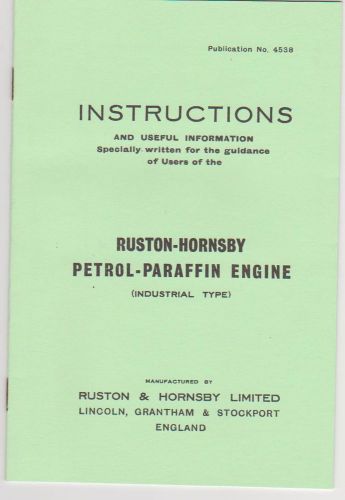 Publication No. 4538
INSTRUCTIONS
AND USEFUL INFORMATION
Specially written for the guidance
of Users of the
RUSTON-HORNSBY
PETROL-PARAFFIN ENGINE
(INDUSTRIAL TYPE)
MANUFACTURED BY
RUSTON & HORNSBY LIMITED
LINCOLN, GRANTHAM & STOCKPORT
ENGLAND